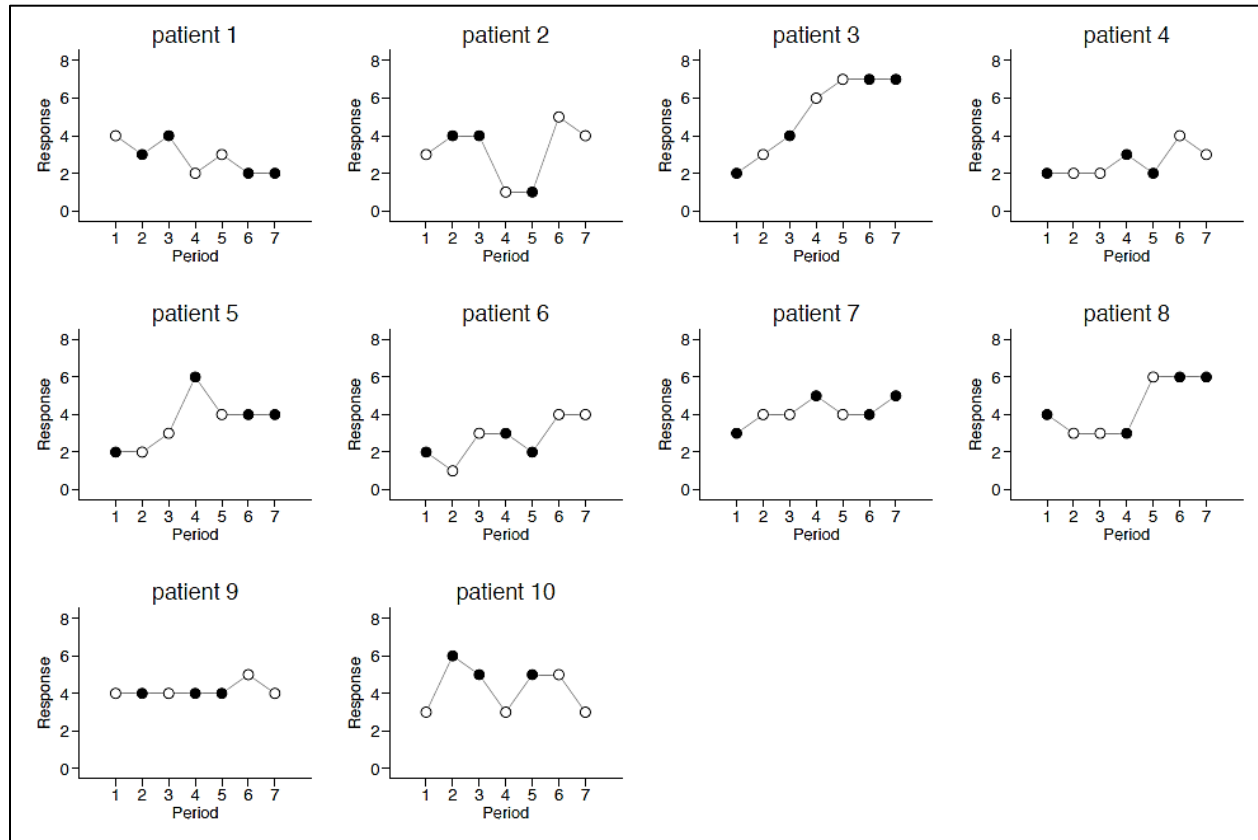 patient 1
8
6
4
2
0
Response
1 2 3 4 5 6 7
Period
patient 2
8
6
4
2
0
Response
1 2 3 4 5 6 7
Period
patient 3
8
6
4
2
0
Response
1 2 3 4 5 6 7
Period
patient 4
8
6
4
2
0
Response
1 2 3 4 5 6 7
Period
patient 5
8
6
4
2
0
Response
1 2 3 4 5 6 7
Period
patient 6
8
6
4
2
0
Response
1 2 3 4 5 6 7
Period
patient 7
8
6
4
2
0
Response
1 2 3 4 5 6 7
Period
patient 8
8
6
4
2
0
Response
1 2 3 4 5 6 7
Period
patient 9
8
6
4
2
0
Response
1 2 3 4 5 6 7
Period
patient 10
8
6
4
2
0
Response
1 2 3 4 5 6 7
Period